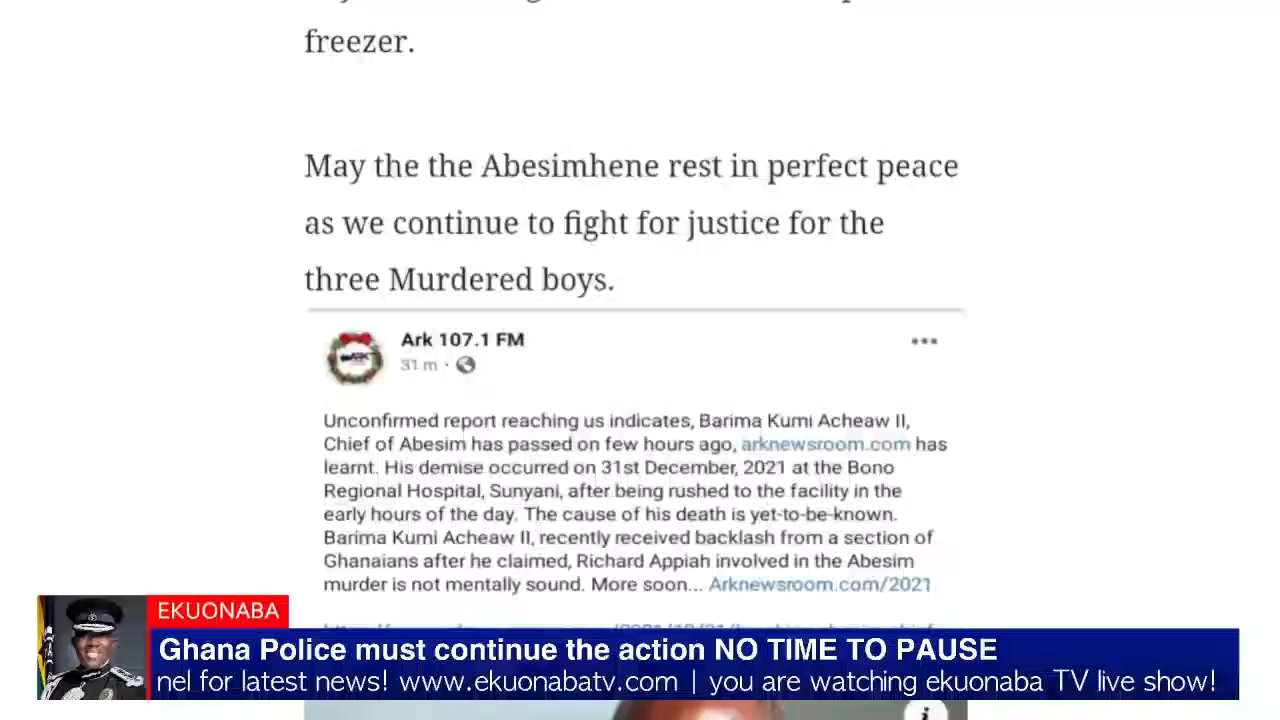 freezer.
May the the Abesimhene rest in perfect peace
as we continue to fight for justice for the
three Murdered boys.
Ark 107.1 FM
31 m ·
Unconfirmed report reaching us indicates, Barima Kumi Acheaw II,
Chief of Abesim has passed on few hours ago, arknewsroom.com has
learnt. His demise occurred on 31st December, 2021 at the Bono
Regional Hospital, Sunyani, after being rushed to the facility in the
early hours of the day. The cause of his death is yet-to-be-known.
Barima Kumi Acheaw II, recently received backlash from a section of
Ghanaians after he claimed, Richard Appiah involved in the Abesim
murder is not mentally sound. More soon... Arknewsroom.com/2021
EKUONABA
Ghana Police must continue the action NO TIME TO PAUSE
nel for latest news! www.ekuonabatv.com | you are watching ekuonaba TV live show!